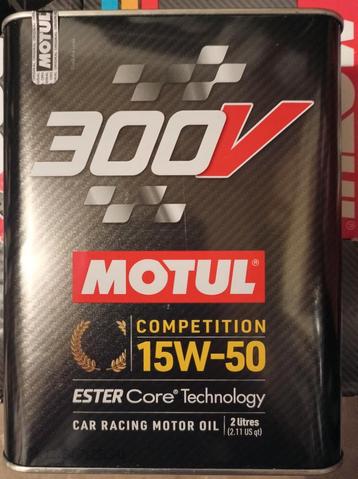 MOTUL
300V
MOTUL®
COMPETITION
15W-50
ESTER Core® Technology
CAR RACING MOTOR OIL
2 litres
(2.11 US qt)